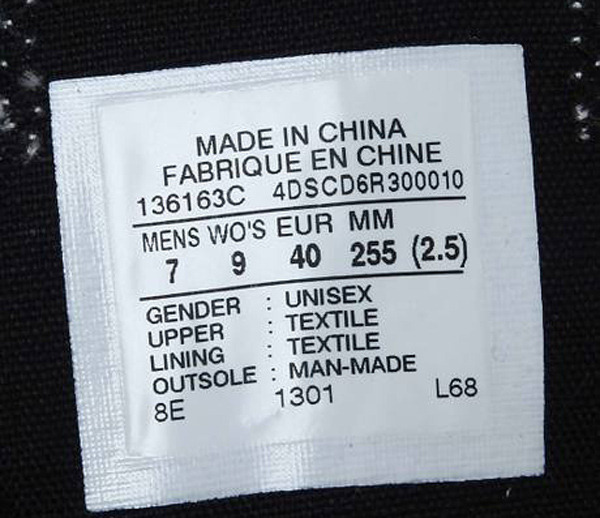 MADE IN CHINA
FABRIQUE EN CHINE
136163C 4DSCD6R300010
MENS WO'S EUR MM
7 9 40 255 (2.5)
GENDER : UNISEX
UPPER : TEXTILE
LINING : TEXTILE
OUTSOLE : MAN-MADE
8E 1301 L68